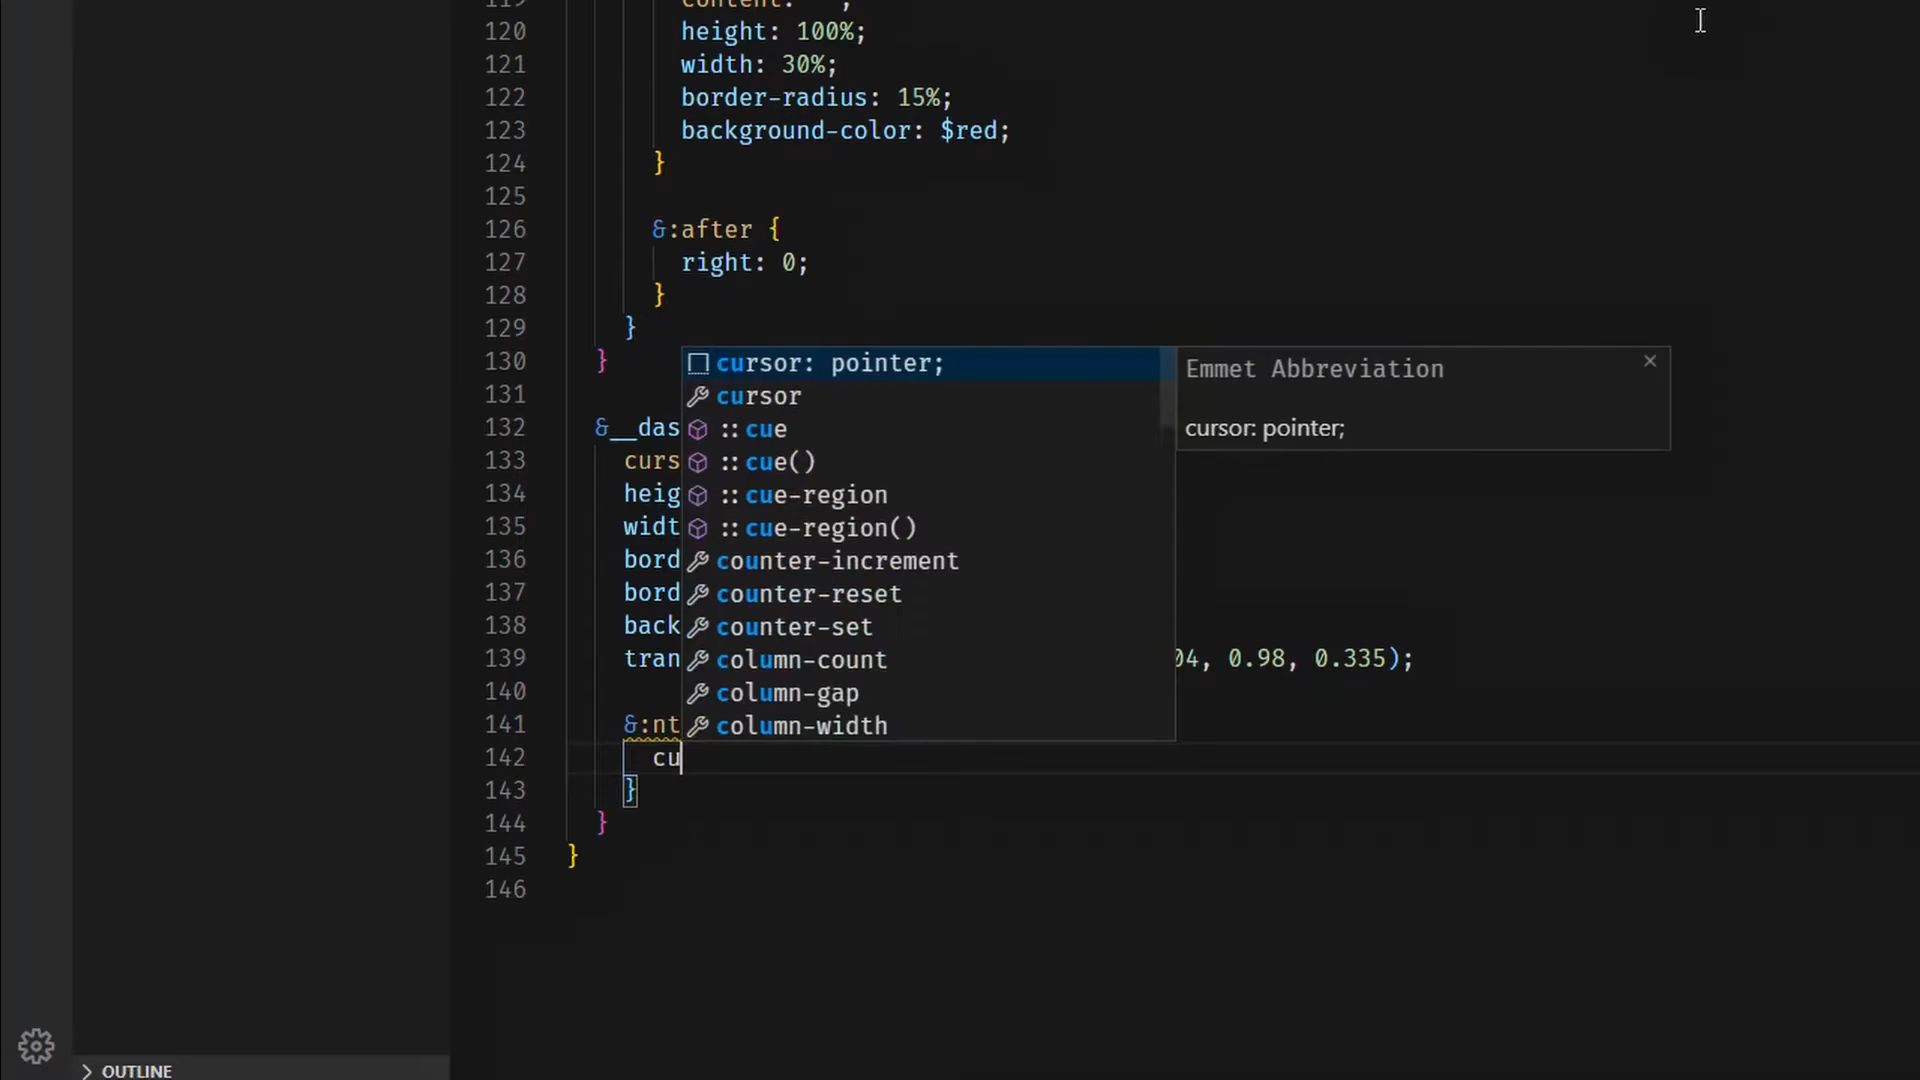 119 content: "";
120 height: 100%;
121 width: 30%;
122 border-radius: 15%;
123 background-color: $red;
124 }
125
126 &:after {
127 right: 0;
128 }
129 }
130 } cursor: pointer; Emmet Abbreviation
131 cursor
132 &__das ::cue cursor: pointer;
133 curs ::cue()
134 heig ::cue-region
135 widt ::cue-region()
136 bord counter-increment
137 bord counter-reset
138 back counter-set
139 tran column-count 04, 0.98, 0.335);
140 column-gap
141 &:nt column-width
142 cu
143 }
144 }
145 }
146
OUTLINE